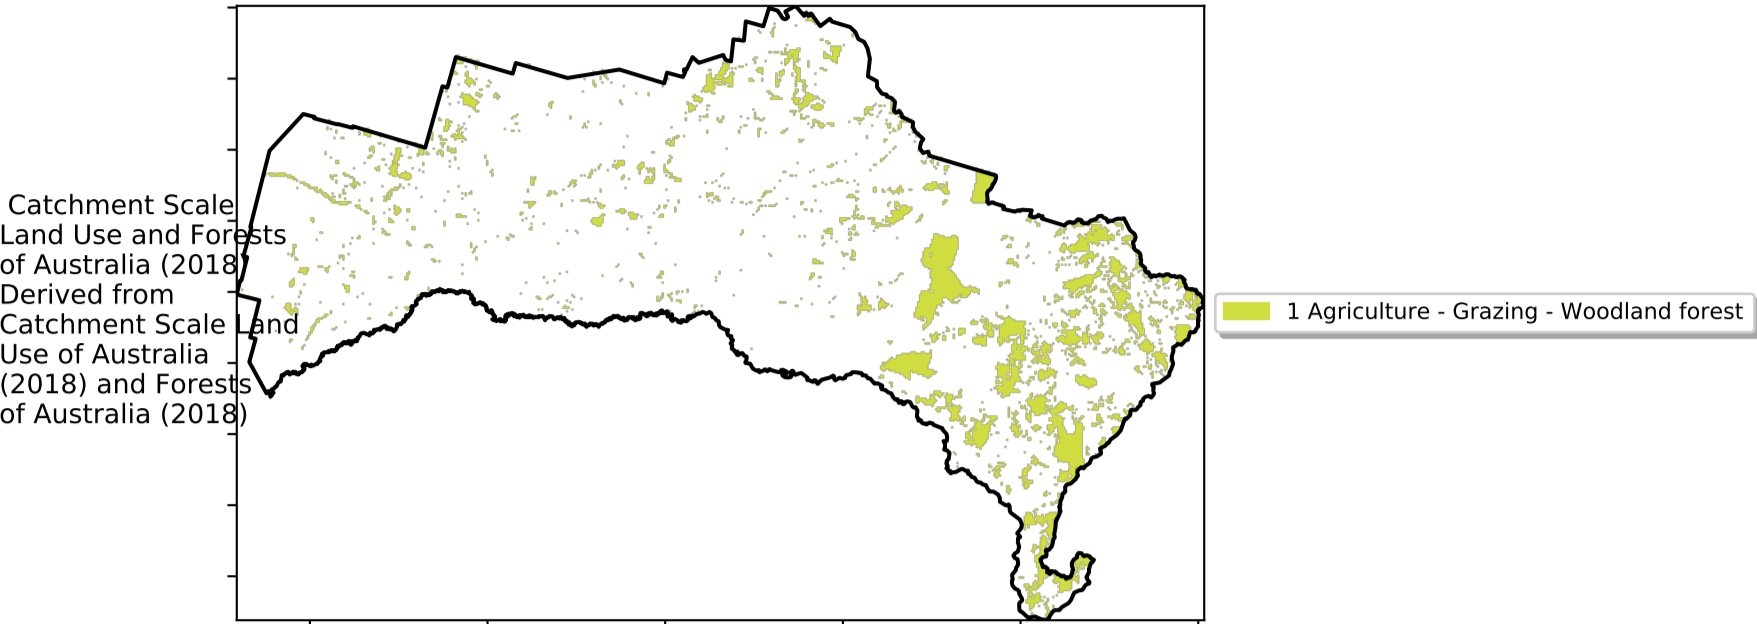 Catchment Scale
Land Use and Forests
of Australia (2018)
Derived from
Catchment Scale Land
Use of Australia
(2018) and Forests
of Australia (2018)
1 Agriculture - Grazing - Woodland forest